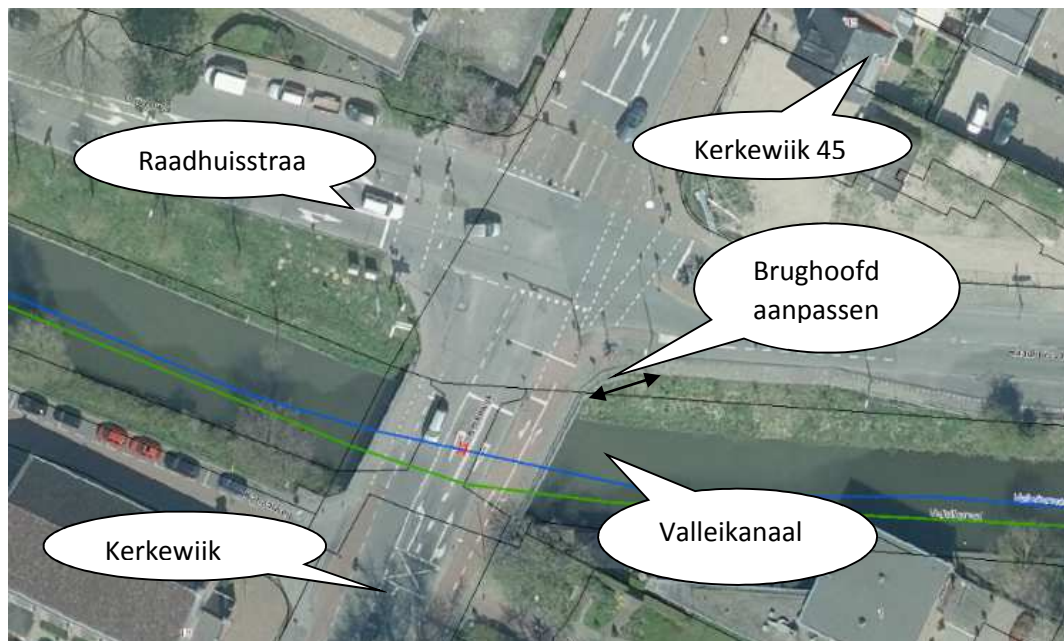 Kerkewiik 45
Raadhuisstraa
Brughoofd
aanpassen
Valleikanaal
Kerkewiik